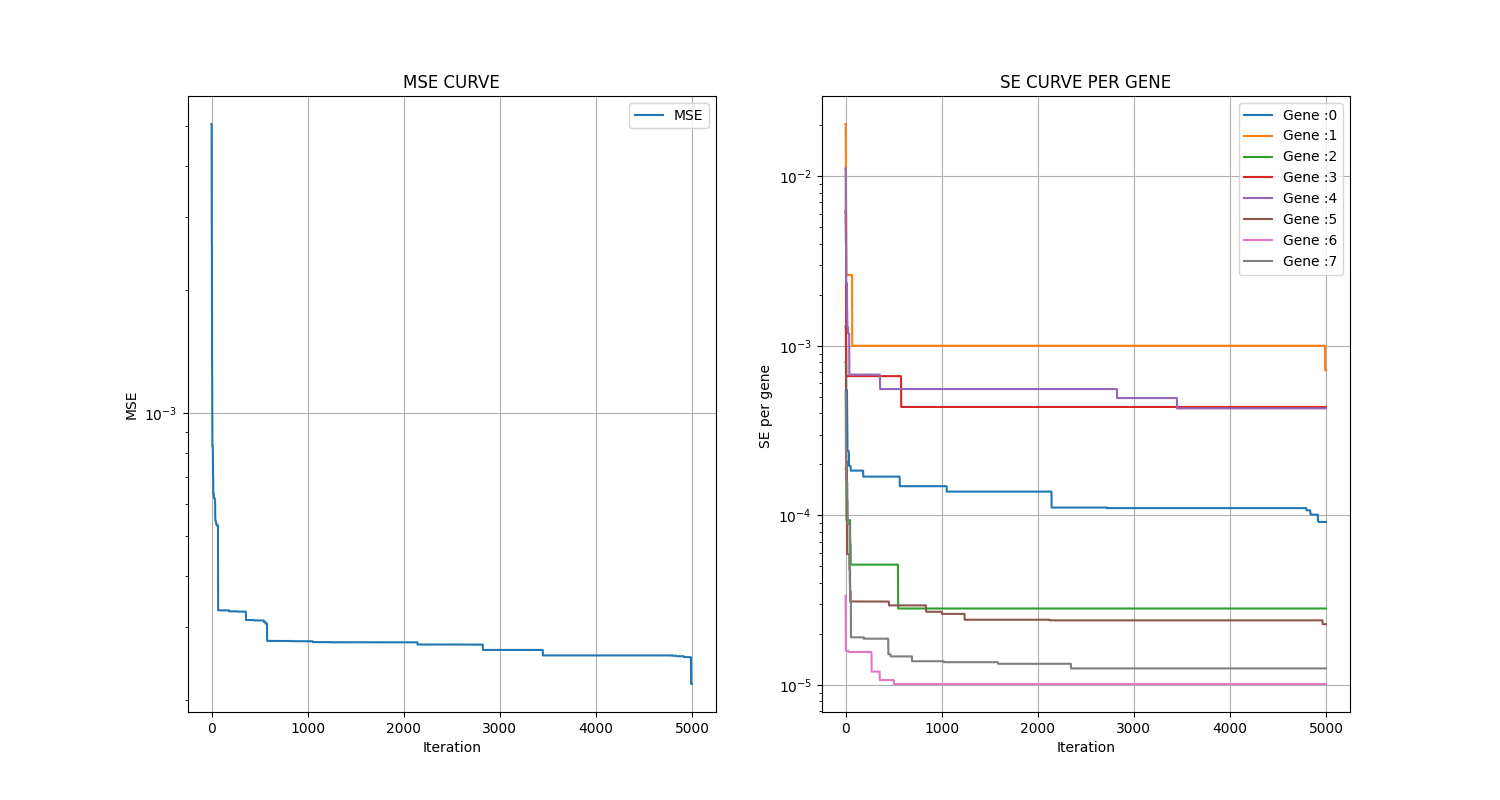 MSE CURVE
MSE
MSE
10⁻³
0 1000 2000 3000 4000 5000
Iteration
SE CURVE PER GENE
Gene :0
Gene :1
Gene :2
Gene :3
Gene :4
Gene :5
Gene :6
Gene :7
SE per gene
10⁻²
10⁻³
10⁻⁴
10⁻⁵
0 1000 2000 3000 4000 5000
Iteration